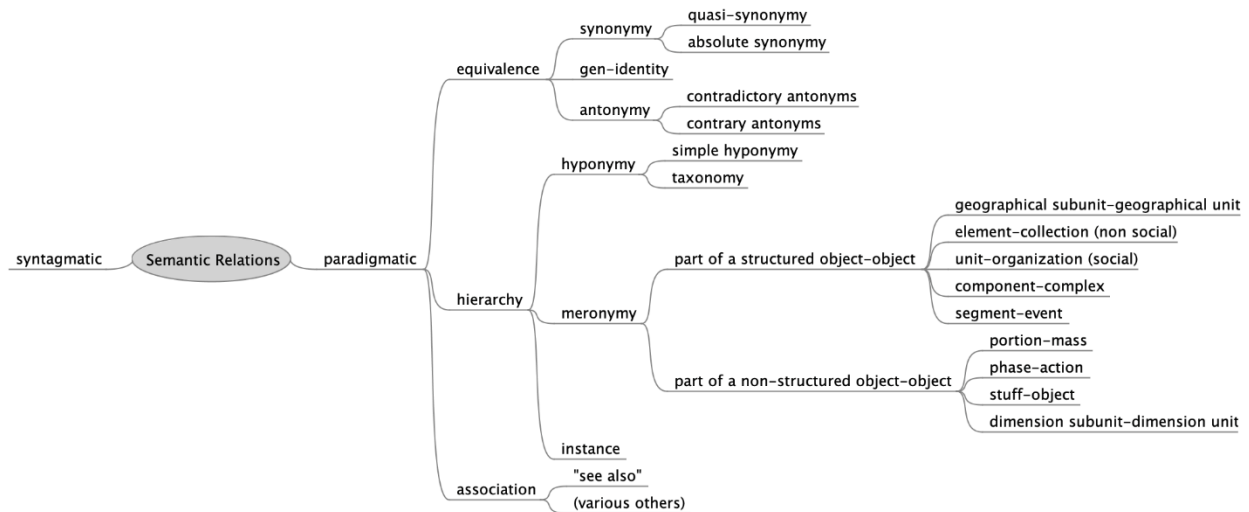 syntagmatic
Semantic Relations
paradigmatic
equivalence
synonymy
quasi-synonymy
absolute synonymy
gen-identity
antonymy
contradictory antonyms
contrary antonyms
hierarchy
hyponymy
simple hyponymy
taxonomy
meronymy
part of a structured object-object
geographical subunit-geographical unit
element-collection (non social)
unit-organization (social)
component-complex
segment-event
part of a non-structured object-object
portion-mass
phase-action
stuff-object
dimension subunit-dimension unit
instance
association
"see also"
(various others)